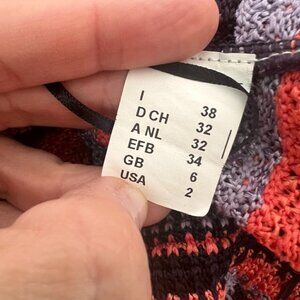 I 38
D CH 32
A NL 32
EFB 34
GB 6
USA 2